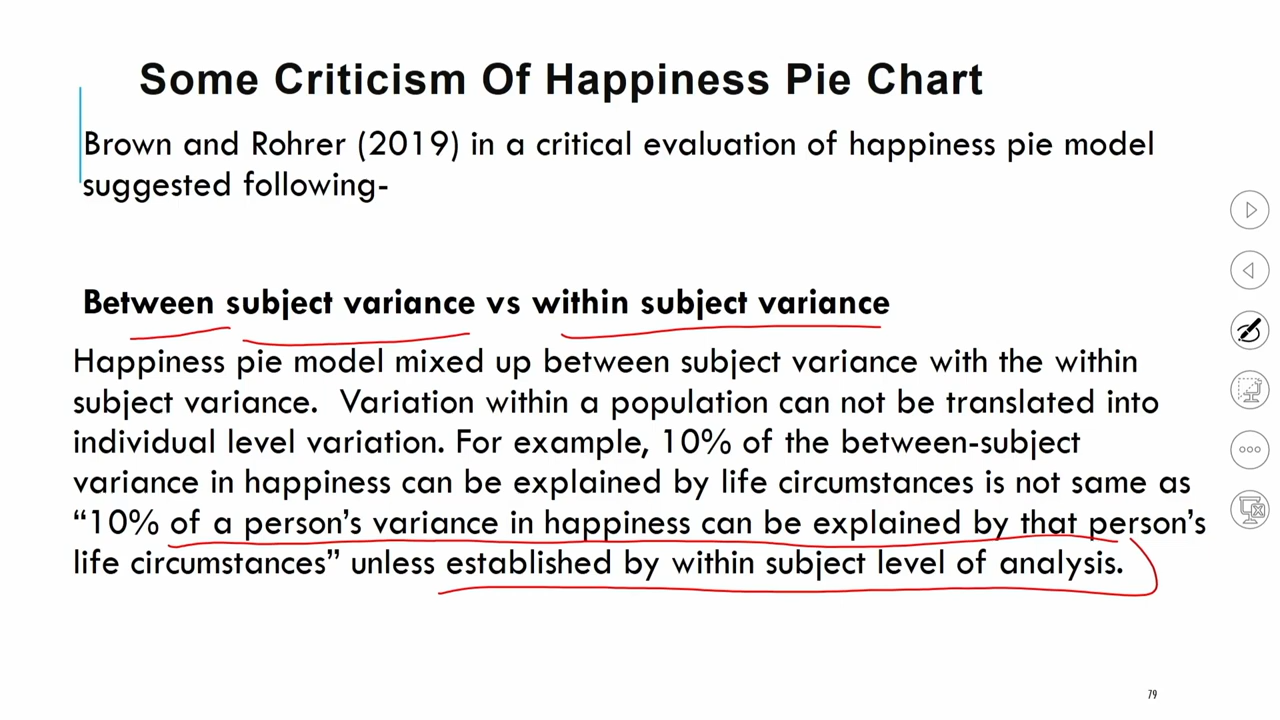 Some Criticism Of Happiness Pie Chart
Brown and Rohrer (2019) in a critical evaluation of happiness pie model
suggested following-
Between subject variance vs within subject variance
Happiness pie model mixed up between subject variance with the within
subject variance.  Variation within a population can not be translated into
individual level variation. For example, 10% of the between-subject
variance in happiness can be explained by life circumstances is not same as
“10% of a person’s variance in happiness can be explained by that person’s
life circumstances” unless established by within subject level of analysis.
79